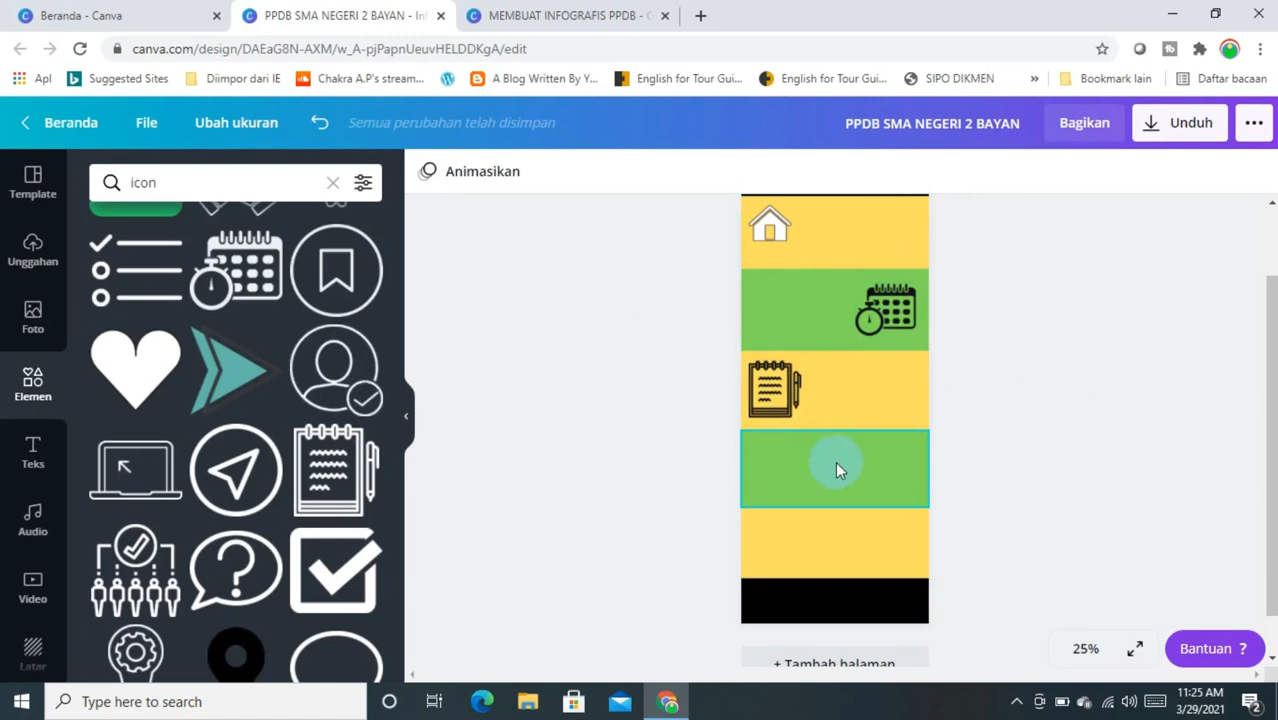 Beranda - Canva
PPDB SMA NEGERI 2 BAYAN - Inf
MEMBUAT INFOGRAFIS PPDB - G
canva.com/design/DAEaG8N-AXM/w_A-pjPapnUeuvHELDDKgA/edit
Apl
Suggested Sites
Diimpor dari IE
Chakra A.P's stream...
A Blog Written By Y...
English for Tour Gui...
English for Tour Gui...
SIPO DIKMEN
»
Bookmark lain
Daftar bacaan
Beranda
File
Ubah ukuran
Semua perubahan telah disimpan
PPDB SMA NEGERI 2 BAYAN
Bagikan
Unduh
Template
Unggahan
Foto
Elemen
Teks
Audio
Video
Latar
icon
Animasikan
+ Tambah halaman
25%
Bantuan ?
Type here to search
11:25 AM
3/29/2021
2